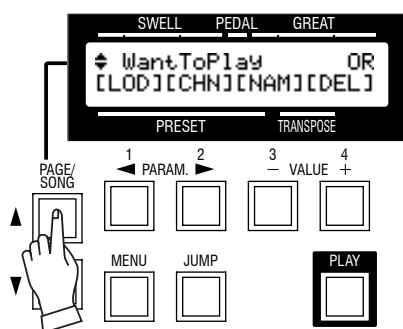 SWELL PEDAL GREAT
WantToPlay OR
[LOD][CHN][NAM][DEL]
PRESET TRANSPOSE
1 2 3 4
PAGE/
SONG
◄ PARAM. ► − VALUE +
▲
▼
MENU JUMP PLAY